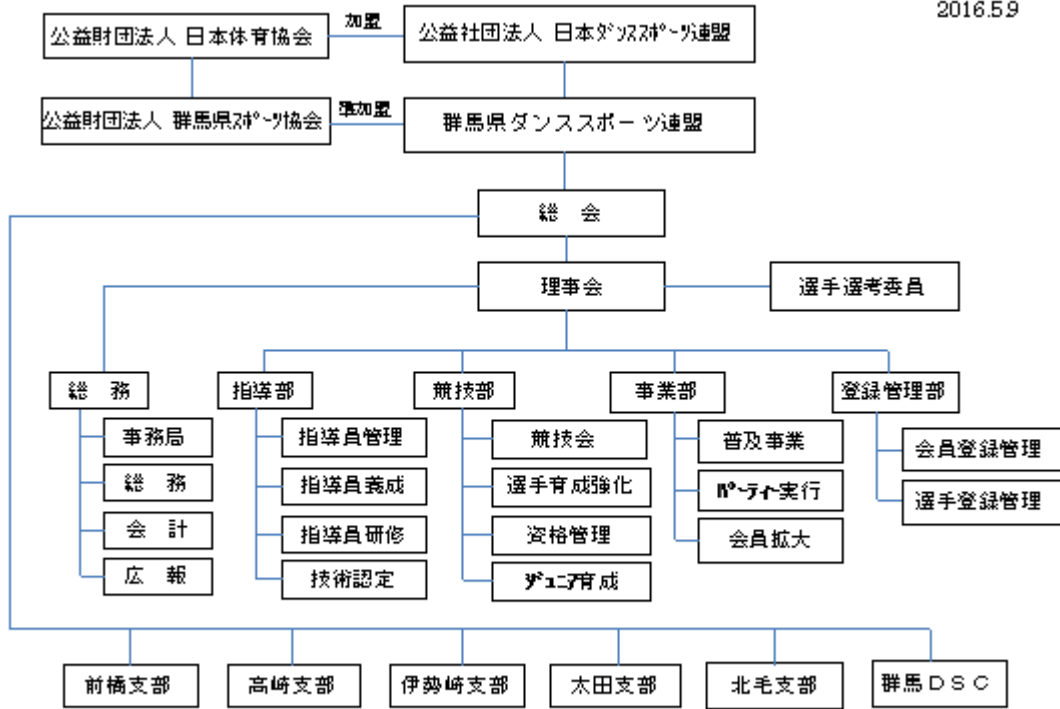 2016.5.9
公益財団法人 日本体育協会
加盟
公益社団法人 日本ﾀﾞﾝｽｽﾎﾟｰﾂ連盟
公益財団法人 群馬県ｽﾎﾟｰﾂ協会
準加盟
群馬県ダンススポーツ連盟
総 会
理事会
選手選考委員
総 務
指導部
競技部
事業部
登録管理部
事務局
総 務
会 計
広 報
指導員管理
指導員養成
指導員研修
技術認定
競技会
選手育成強化
資格管理
ｼﾞｭﾆｱ育成
普及事業
ﾊﾟｰﾃｨｰ実行
会員拡大
会員登録管理
選手登録管理
前橋支部
高崎支部
伊勢崎支部
太田支部
北毛支部
群馬ＤＳＣ